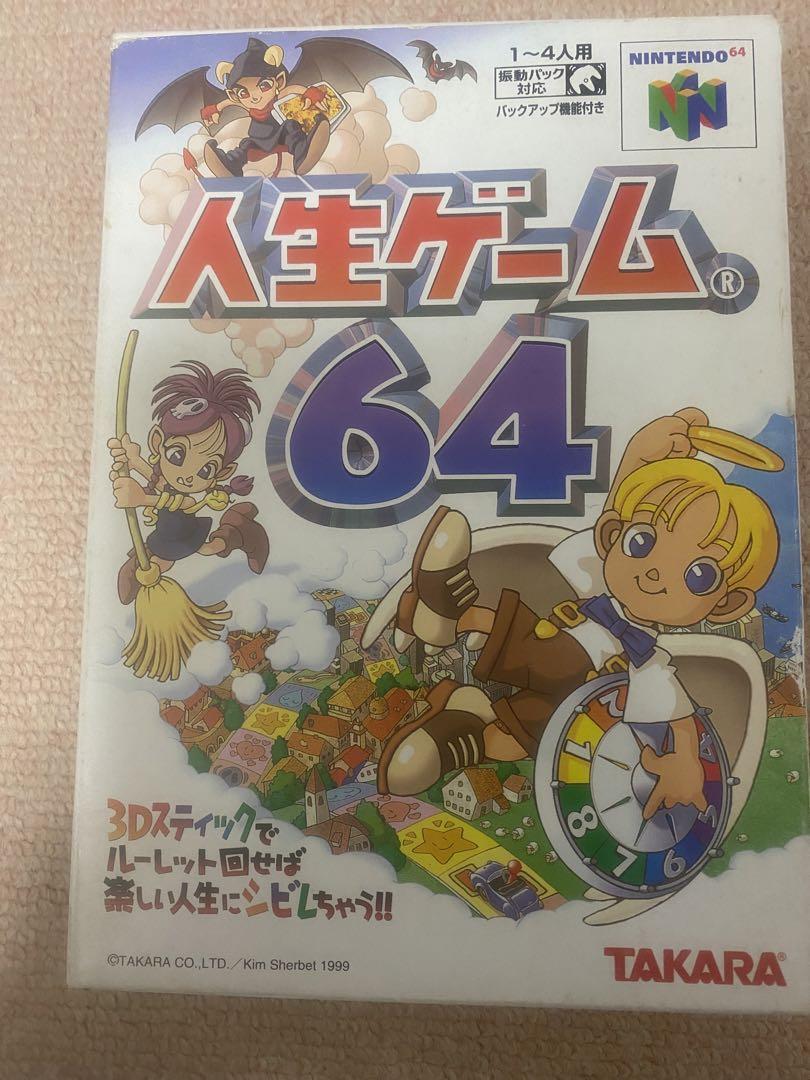 1～4人用
振動パック
対応
バックアップ機能付き
NINTENDO 64
人生ゲーム®
64
3Dスティックで
ルーレット回せば
楽しい人生にシビレちゃう!!
©TAKARA CO.,LTD.／Kim Sherbet 1999
TAKARA®